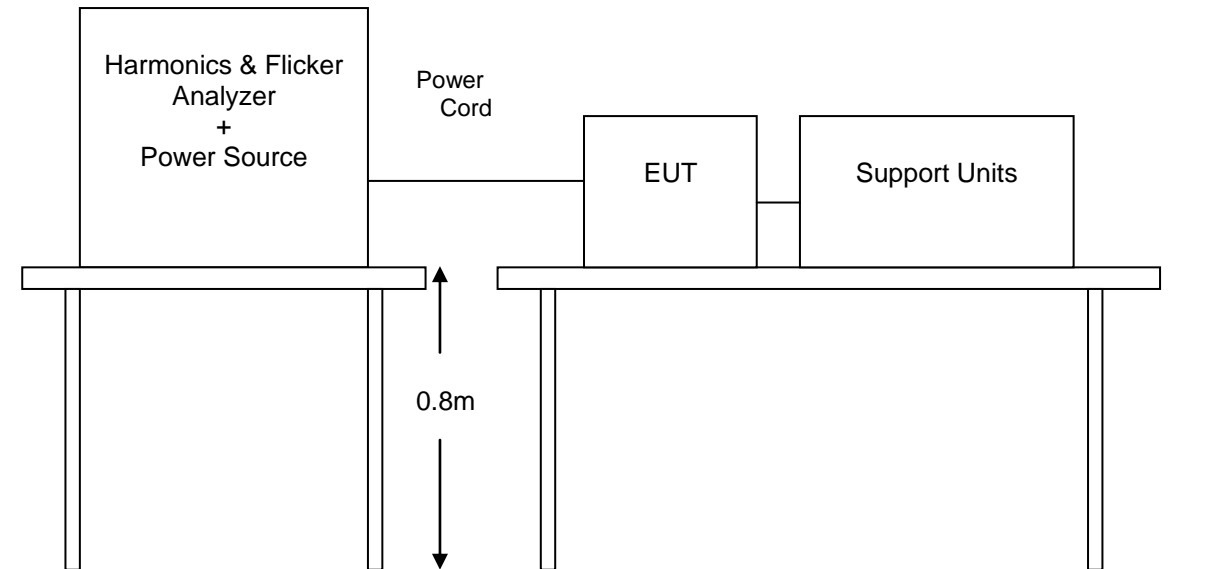 Harmonics & Flicker
Analyzer
+
Power Source
Power
Cord
EUT
Support Units
0.8m